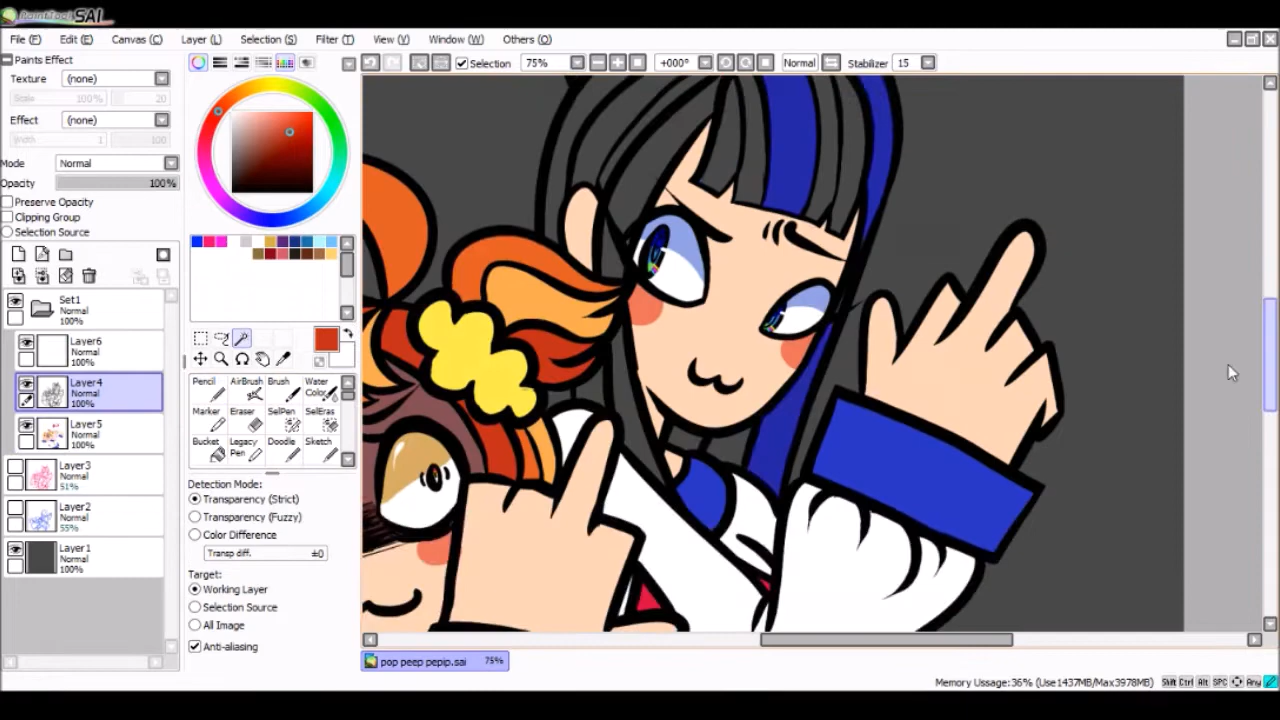 PaintTool SAI
File (F) Edit (E) Canvas (C) Layer (L) Selection (S) Filter (T) View (V) Window (W) Others (O)
Paints Effect
Texture (none)
Scale 100% 20
Effect (none)
Width 1 100
Mode Normal
Opacity 100%
Preserve Opacity
Clipping Group
Selection Source
Set1
Normal
100%
Layer6
Normal
100%
Layer4
Normal
100%
Layer5
Normal
100%
Layer3
Normal
51%
Layer2
Normal
55%
Layer1
Normal
100%
Pencil AirBrush Brush Water Color
Marker Eraser SelPen SelEras
Bucket Legacy Pen Doodle Sketch
Detection Mode:
Transparency (Strict)
Transparency (Fuzzy)
Color Difference
Transp diff. ±0
Target:
Working Layer
Selection Source
All Image
Anti-aliasing
Selection 75% +000° Normal Stabilizer 15
pop peep pepip.sai 75%
Memory Ussage: 36% (Use1437MB/Max3978MB) Shift Ctrl Alt SPC Any